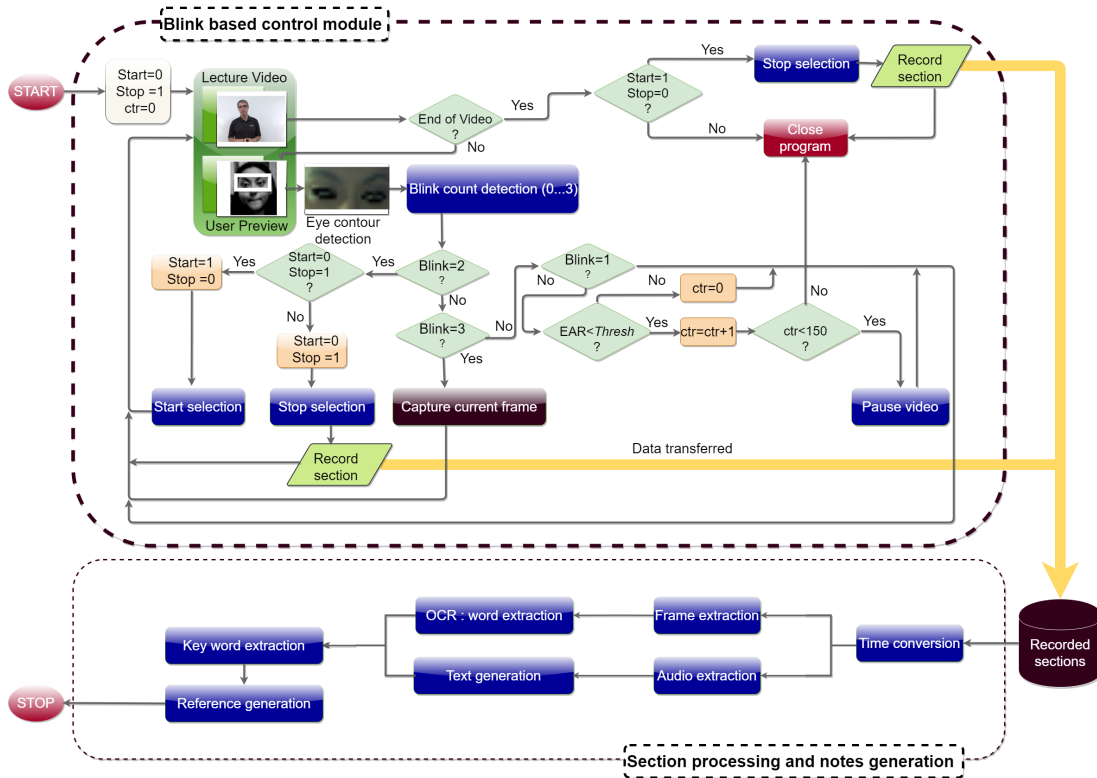 Blink based control module
START
Start=0
Stop =1
ctr=0
Lecture Video
User Preview
End of Video
?
Yes
No
Start=1
Stop=0
?
Yes
No
Stop selection
Record
section
Close
program
Eye contour
detection
Blink count detection (0...3)
Blink=2
?
Yes
No
Start=0
Stop=1
?
Yes
No
Start=1
Stop =0
Start=0
Stop =1
Blink=3
?
No
Yes
Blink=1
?
No
EAR<Thresh
?
No
Yes
ctr=0
ctr=ctr+1
ctr<150
?
No
Yes
Start selection
Stop selection
Capture current frame
Pause video
Record
section
Data transferred
Recorded
sections
Time conversion
Frame extraction
Audio extraction
OCR : word extraction
Text generation
Key word extraction
Reference generation
STOP
Section processing and notes generation